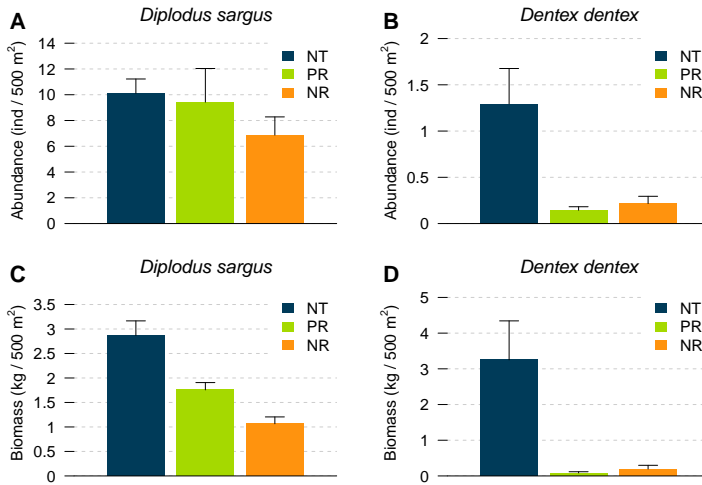 A
Diplodus sargus
Abundance (ind / 500 m²)
14
12
10
8
6
4
2
0
NT
PR
NR
B
Dentex dentex
Abundance (ind / 500 m²)
2
1.5
1
0.5
0
NT
PR
NR
C
Diplodus sargus
Biomass (kg / 500 m²)
3.5
3
2.5
2
1.5
1
0.5
0
NT
PR
NR
D
Dentex dentex
Biomass (kg / 500 m²)
5
4
3
2
1
0
NT
PR
NR